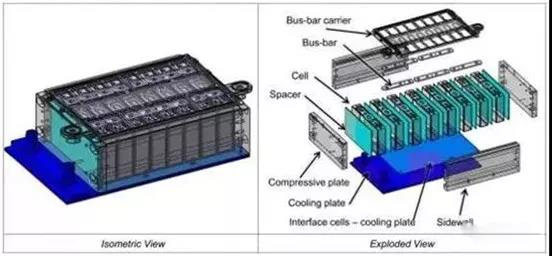 Bus-bar carrier
Bus-bar
Cell
Spacer
Compressive plate
Cooling plate
Interface cells – cooling plate
Sidewall
Isometric View
Exploded View